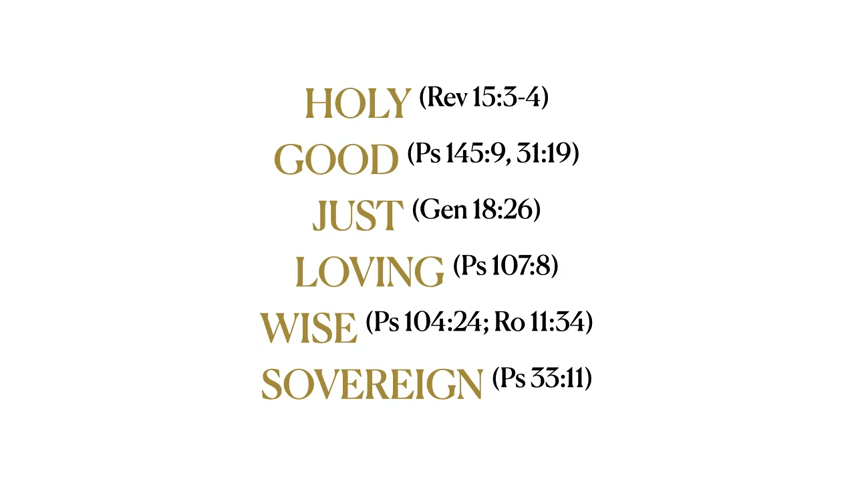 HOLY (Rev 15:3-4)
GOOD (Ps 145:9, 31:19)
JUST (Gen 18:26)
LOVING (Ps 107:8)
WISE (Ps 104:24; Ro 11:34)
SOVEREIGN (Ps 33:11)